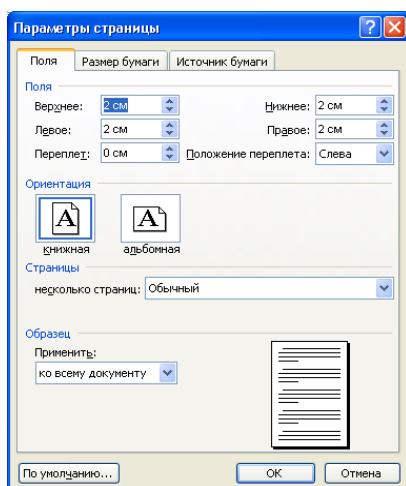 Параметры страницы
Поля Размер бумаги Источник бумаги
Поля
Верхнее: 2 см Нижнее: 2 см
Левое: 2 см Правое: 2 см
Переплет: 0 см Положение переплета: Слева
Ориентация
A A
книжная альбомная
Страницы
несколько страниц: Обычный
Образец
Применить:
ко всему документу
По умолчанию... ОК Отмена